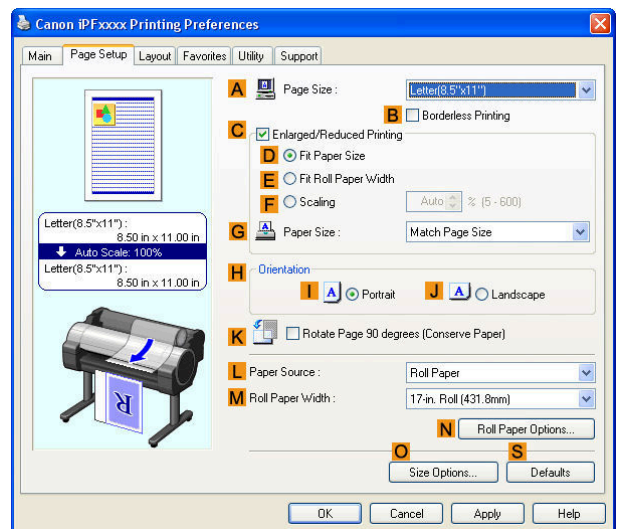 Canon iPFxxxx Printing Preferences
Main Page Setup Layout Favorites Utility Support
A Page Size : Letter(8.5"x11")
B Borderless Printing
C Enlarged/Reduced Printing
D Fit Paper Size
E Fit Roll Paper Width
F Scaling Auto % (5 - 600)
G Paper Size : Match Page Size
Letter(8.5"x11") :
8.50 in x 11.00 in
Auto Scale: 100%
Letter(8.5"x11") :
8.50 in x 11.00 in
H Orientation
I A Portrait J A Landscape
K Rotate Page 90 degrees (Conserve Paper)
L Paper Source : Roll Paper
M Roll Paper Width : 17-in. Roll (431.8mm)
N Roll Paper Options...
O S
Size Options... Defaults
R
OK Cancel Apply Help